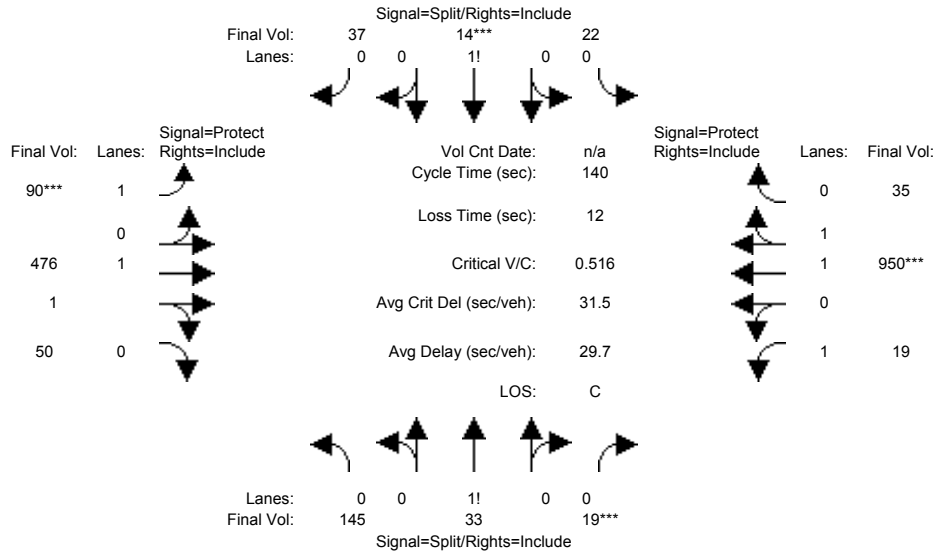 Signal=Split/Rights=Include
Final Vol: 37 14*** 22
Lanes: 0 0 1! 0 0
Signal=Protect Signal=Protect
Final Vol: Lanes: Rights=Include Vol Cnt Date: n/a Rights=Include Lanes: Final Vol:
Cycle Time (sec): 140
90*** 1 0 35
Loss Time (sec): 12
0 1
476 1 Critical V/C: 0.516 1 950***
1 Avg Crit Del (sec/veh): 31.5 0
50 0 Avg Delay (sec/veh): 29.7 1 19
LOS: C
Lanes: 0 0 1! 0 0
Final Vol: 145 33 19***
Signal=Split/Rights=Include